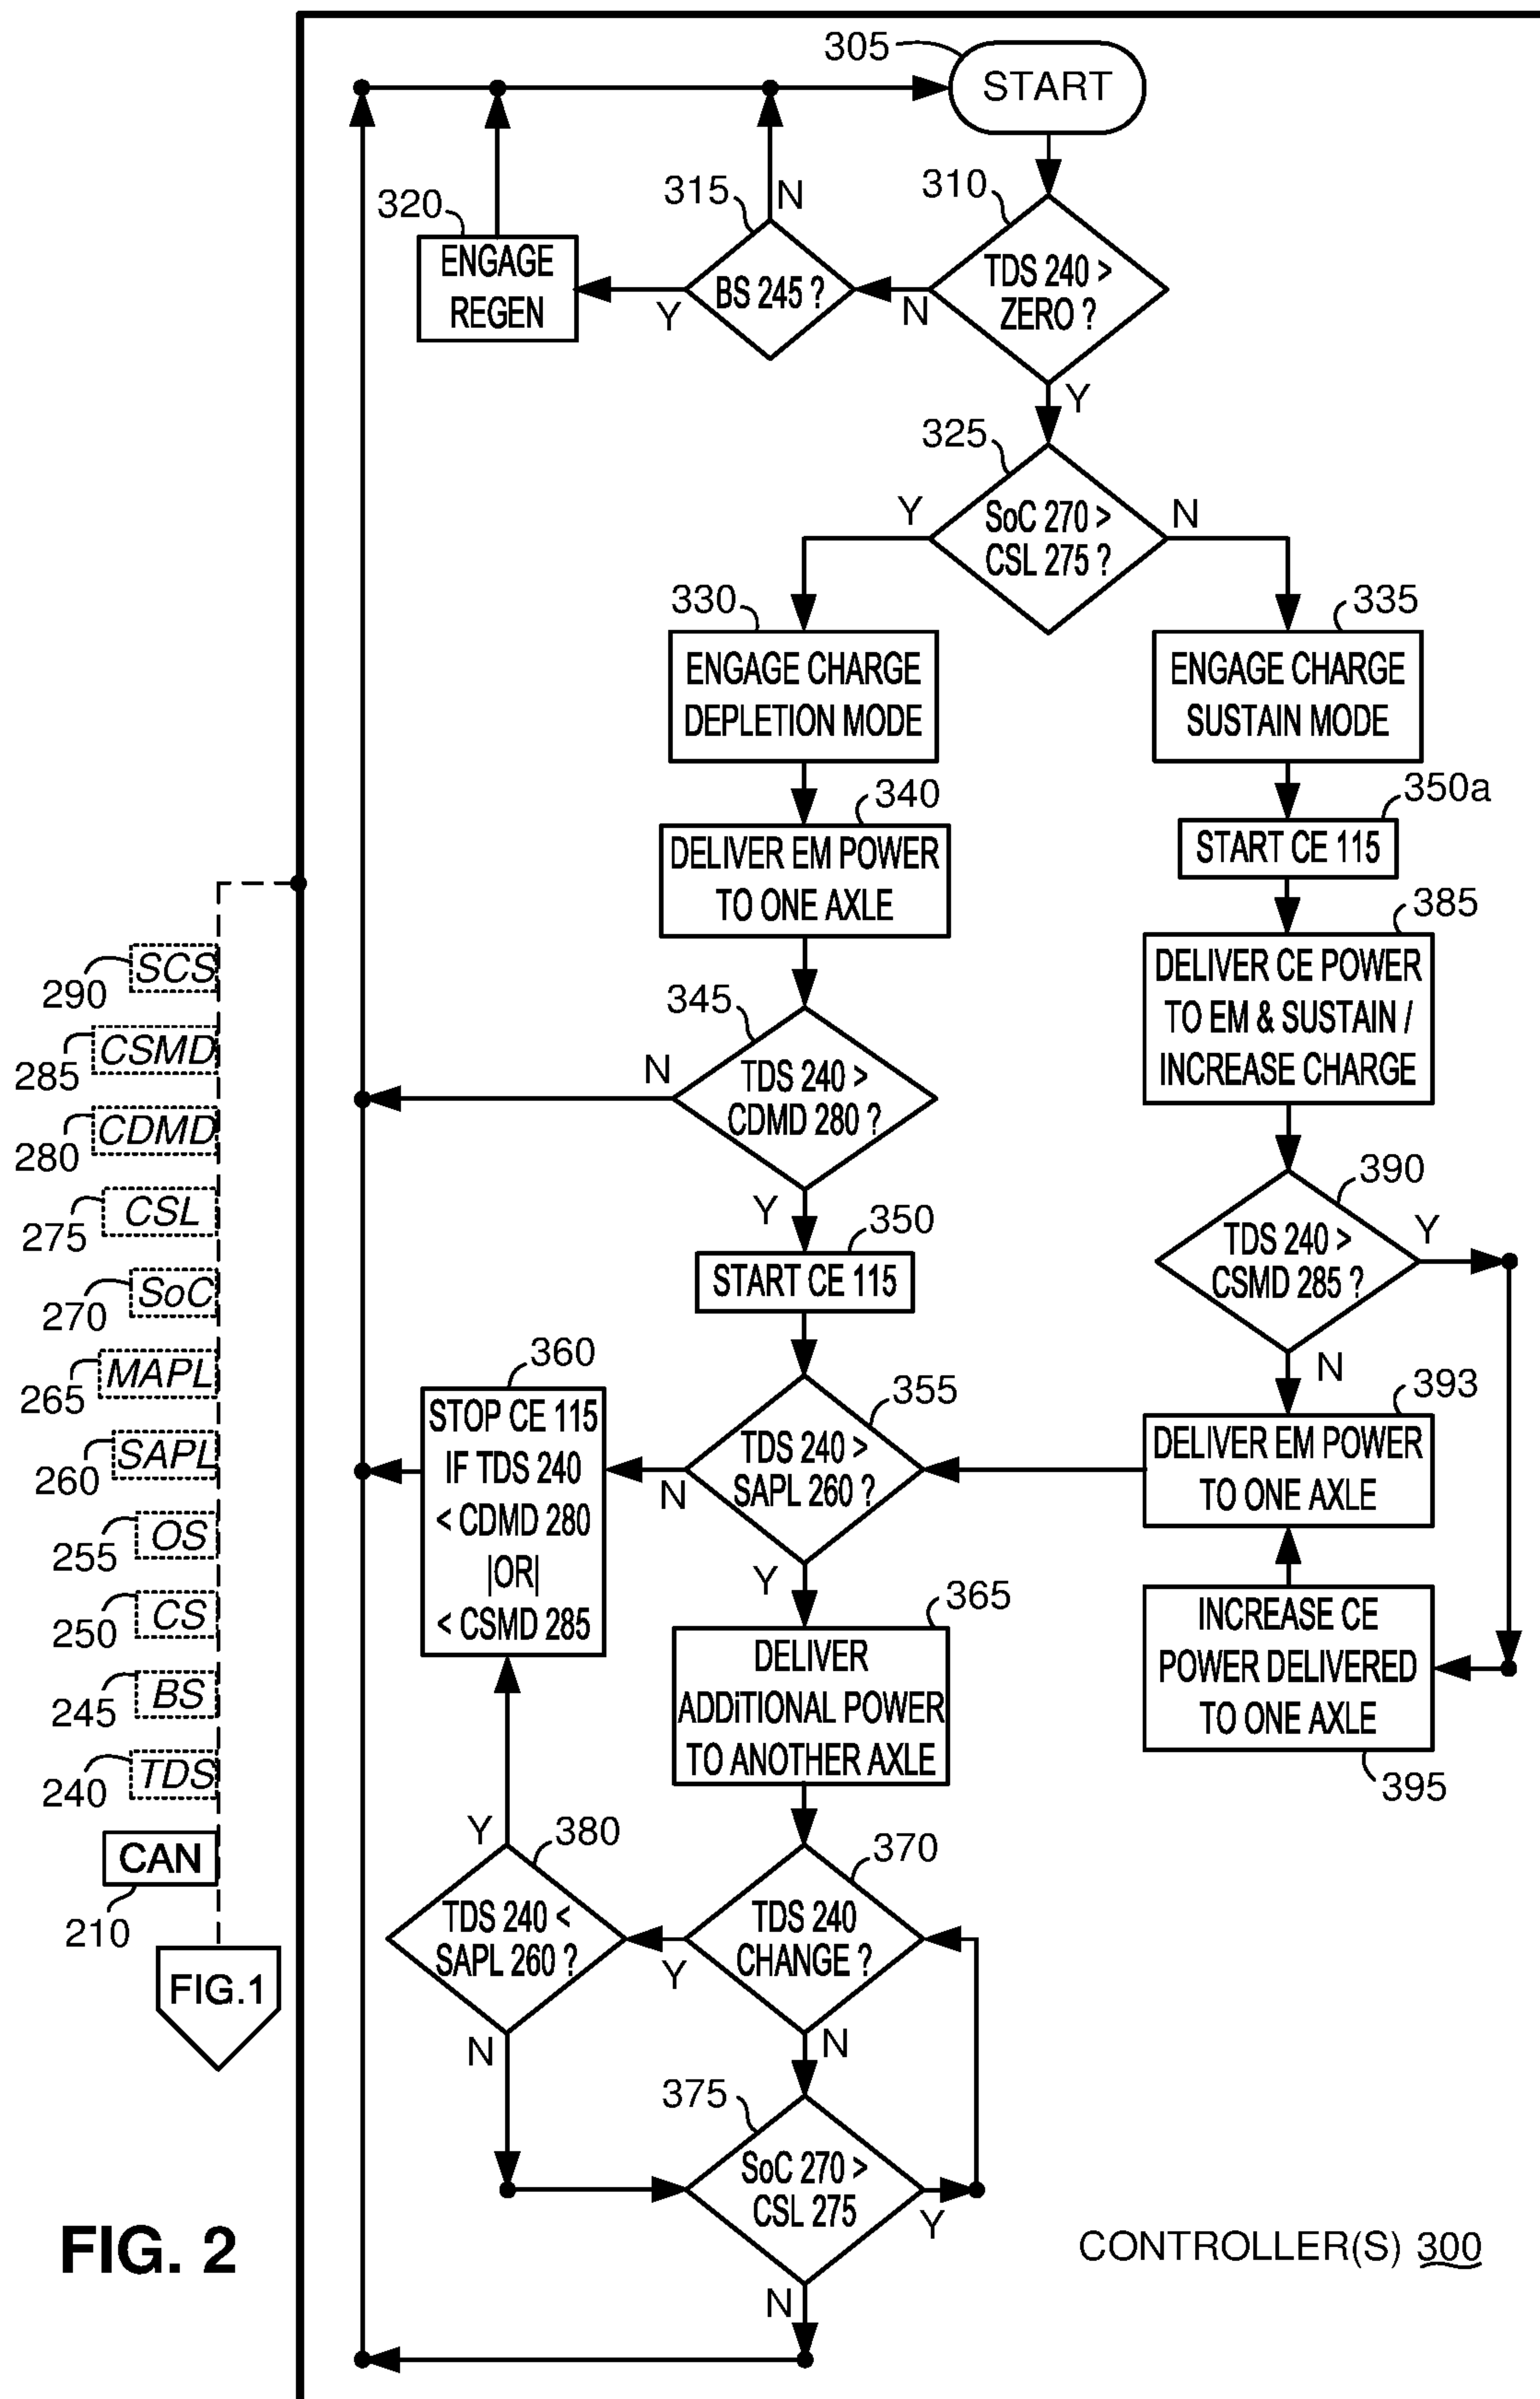 305
START
310
315
N
320
ENGAGE
REGEN
Y
BS 245 ?
N
TDS 240 >
ZERO ?
Y
325
Y
SoC 270 >
CSL 275 ?
N
330
335
ENGAGE CHARGE
DEPLETION MODE
ENGAGE CHARGE
SUSTAIN MODE
340
350a
DELIVER EM POWER
TO ONE AXLE
START CE 115
385
DELIVER CE POWER
TO EM & SUSTAIN /
INCREASE CHARGE
345
N
TDS 240 >
CDMD 280 ?
Y
390
TDS 240 >
CSMD 285 ?
Y
N
350
START CE 115
360
STOP CE 115
IF TDS 240
< CDMD 280
|OR|
< CSMD 285
355
TDS 240 >
SAPL 260 ?
N
Y
393
DELIVER EM POWER
TO ONE AXLE
365
DELIVER
ADDiTIONAL POWER
TO ANOTHER AXLE
INCREASE CE
POWER DELIVERED
TO ONE AXLE
395
Y
380
TDS 240 <
SAPL 260 ?
N
370
TDS 240
CHANGE ?
Y
N
375
SoC 270 >
CSL 275
Y
N
SCS
290
CSMD
285
CDMD
280
CSL
275
SoC
270
MAPL
265
SAPL
260
OS
255
CS
250
BS
245
TDS
240
CAN
210
FIG.1
FIG. 2
CONTROLLER(S) 300